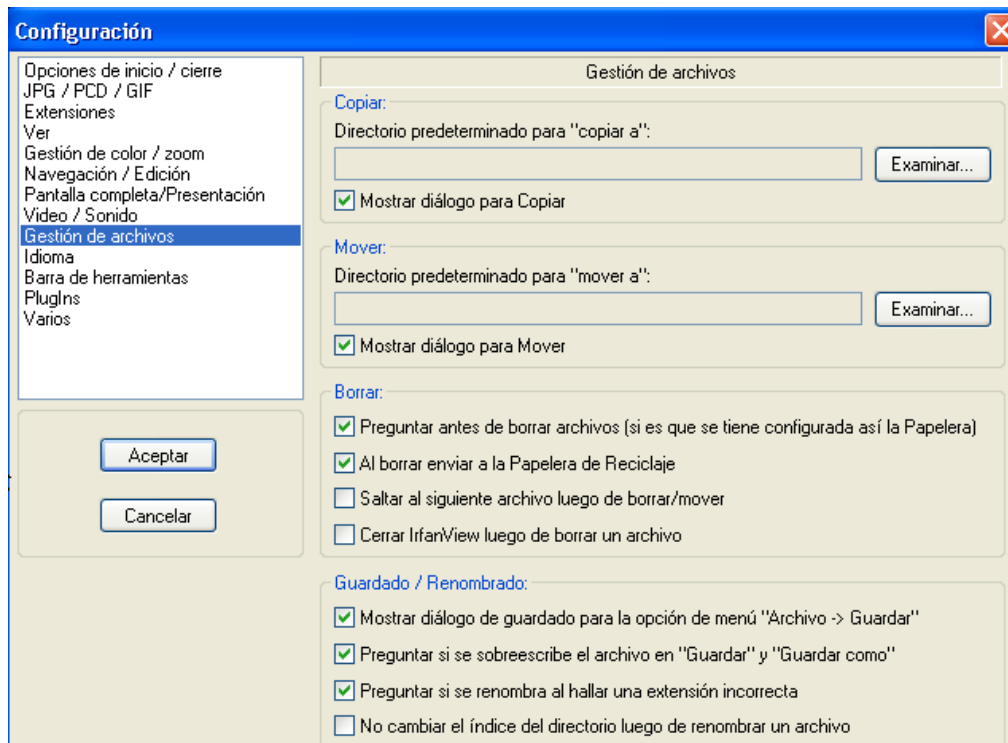 Configuración
Opciones de inicio / cierre
JPG / PCD / GIF
Extensiones
Ver
Gestión de color / zoom
Navegación / Edición
Pantalla completa/Presentación
Video / Sonido
Gestión de archivos
Idioma
Barra de herramientas
PlugIns
Varios
Aceptar
Cancelar
Gestión de archivos
Copiar:
Directorio predeterminado para "copiar a":
Examinar...
Mostrar diálogo para Copiar
Mover:
Directorio predeterminado para "mover a":
Examinar...
Mostrar diálogo para Mover
Borrar:
Preguntar antes de borrar archivos (si es que se tiene configurada así la Papelera)
Al borrar enviar a la Papelera de Reciclaje
Saltar al siguiente archivo luego de borrar/mover
Cerrar IrfanView luego de borrar un archivo
Guardado / Renombrado:
Mostrar diálogo de guardado para la opción de menú "Archivo -> Guardar"
Preguntar si se sobreescribe el archivo en "Guardar" y "Guardar como"
Preguntar si se renombra al hallar una extensión incorrecta
No cambiar el índice del directorio luego de renombrar un archivo